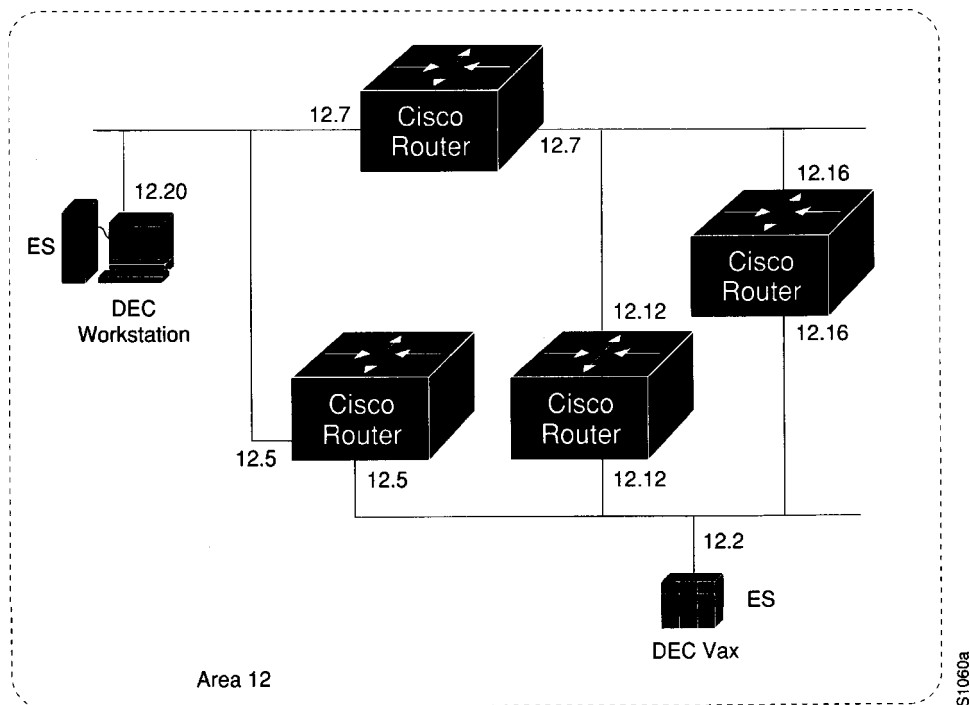 12.7
Cisco
Router
12.7
12.20
12.16
ES
Cisco
Router
DEC
Workstation
12.12
12.16
Cisco
Router
Cisco
Router
12.5
12.5
12.12
12.2
ES
DEC Vax
Area 12
S1060a